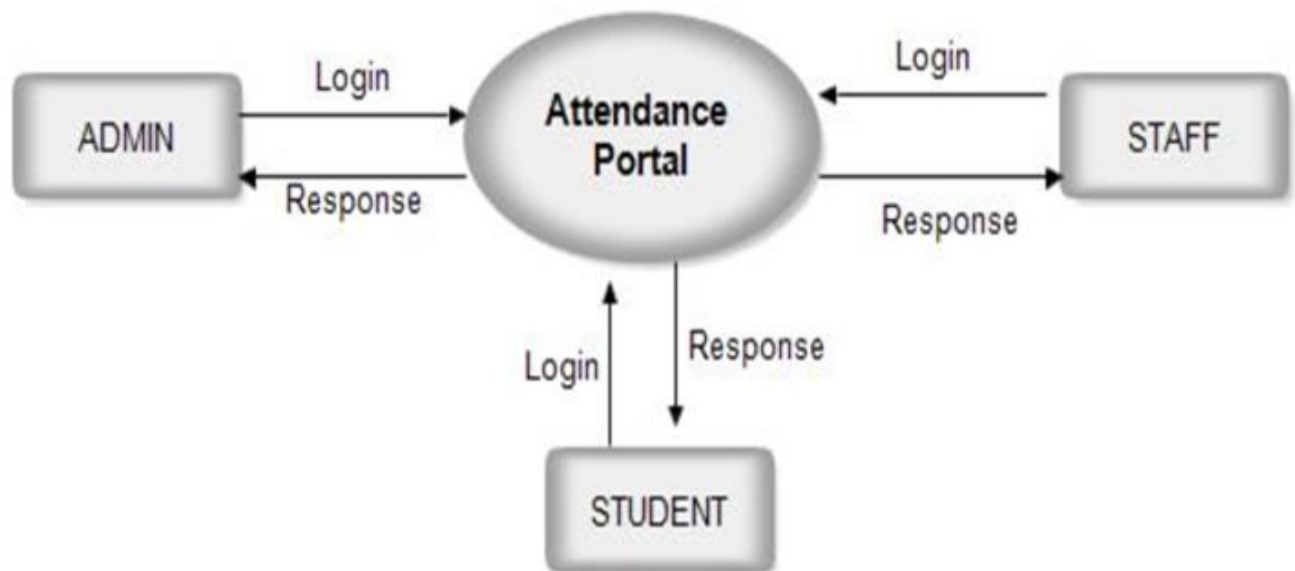 Login
Login
ADMIN
Attendance
Portal
STAFF
Response
Response
Login
Response
STUDENT